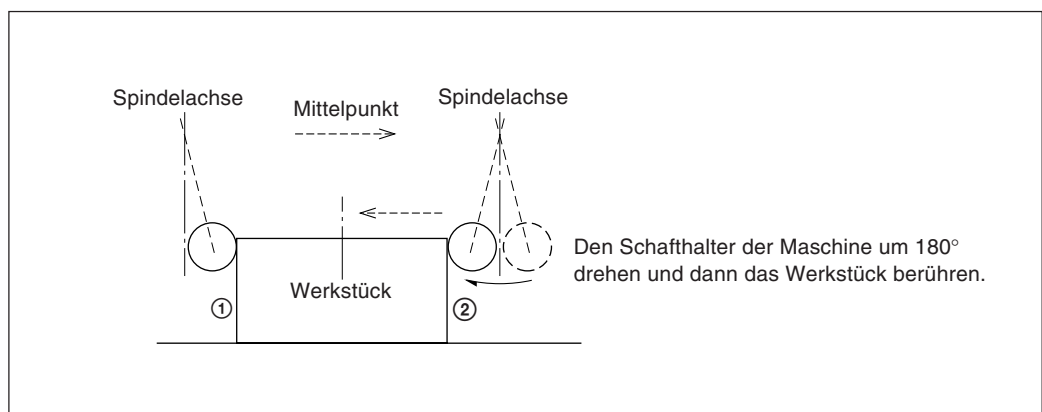 Spindelachse
Mittelpunkt
Spindelachse
Den Schafthalter der Maschine um 180°
drehen und dann das Werkstück berühren.
Werkstück
①
②